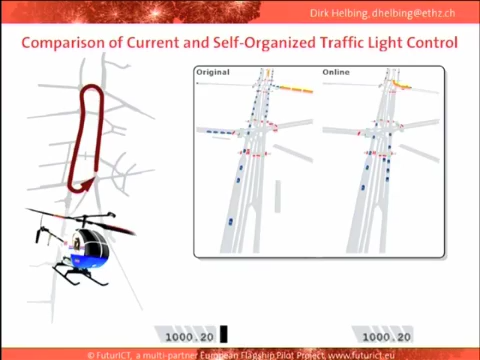 Dirk Helbing, dhelbing@ethz.ch
Comparison of Current and Self-Organized Traffic Light Control
Original
Online
1000.20
1000.20
© FuturICT, a multi-partner European Flagship Pilot Project, www.futurict.eu